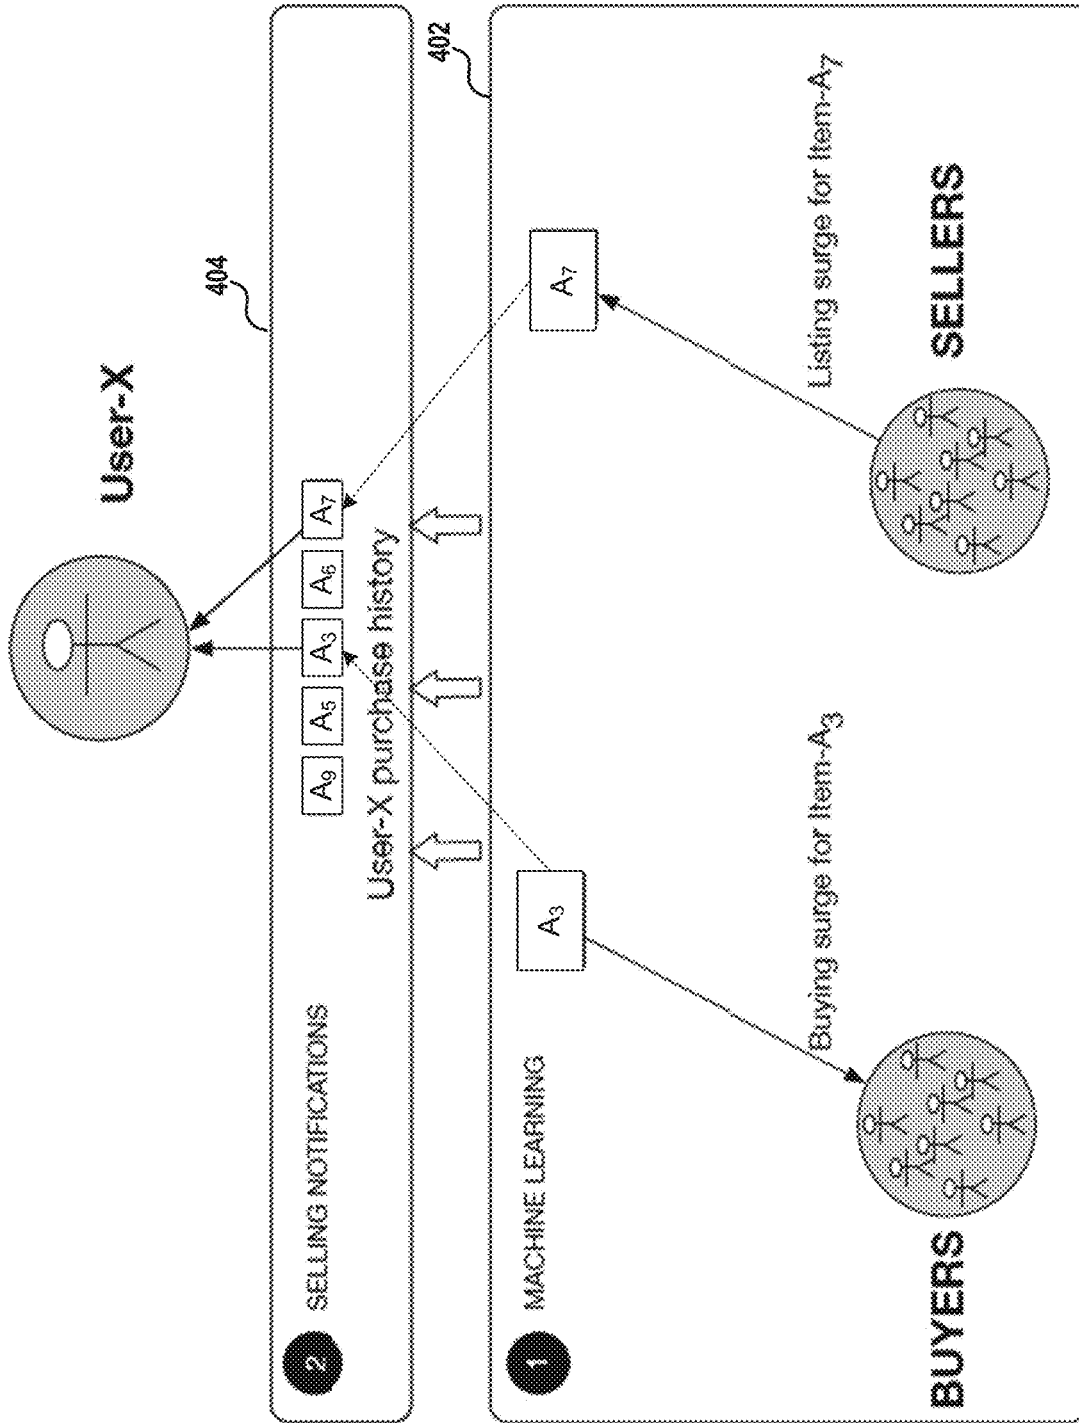 User-X
404
2 SELLING NOTIFICATIONS
A9 A5 A3 A6 A7
User-X purchase history
402
1 MACHINE LEARNING
A3
A7
Buying surge for Item-A3
Listing surge for Item-A7
BUYERS
SELLERS